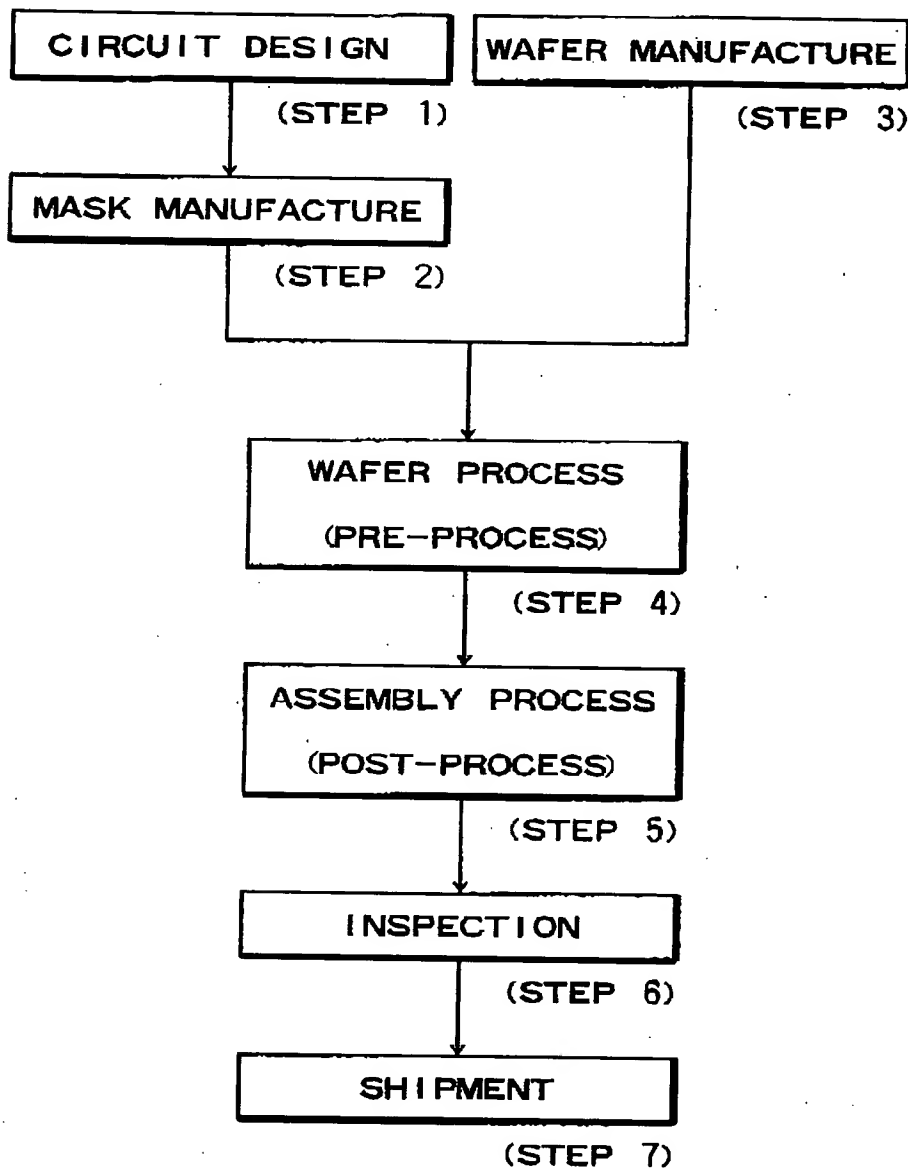 CIRCUIT DESIGN
(STEP 1)
WAFER MANUFACTURE
(STEP 3)
MASK MANUFACTURE
(STEP 2)
WAFER PROCESS
(PRE-PROCESS)
(STEP 4)
ASSEMBLY PROCESS
(POST-PROCESS)
(STEP 5)
INSPECTION
(STEP 6)
SHIPMENT
(STEP 7)